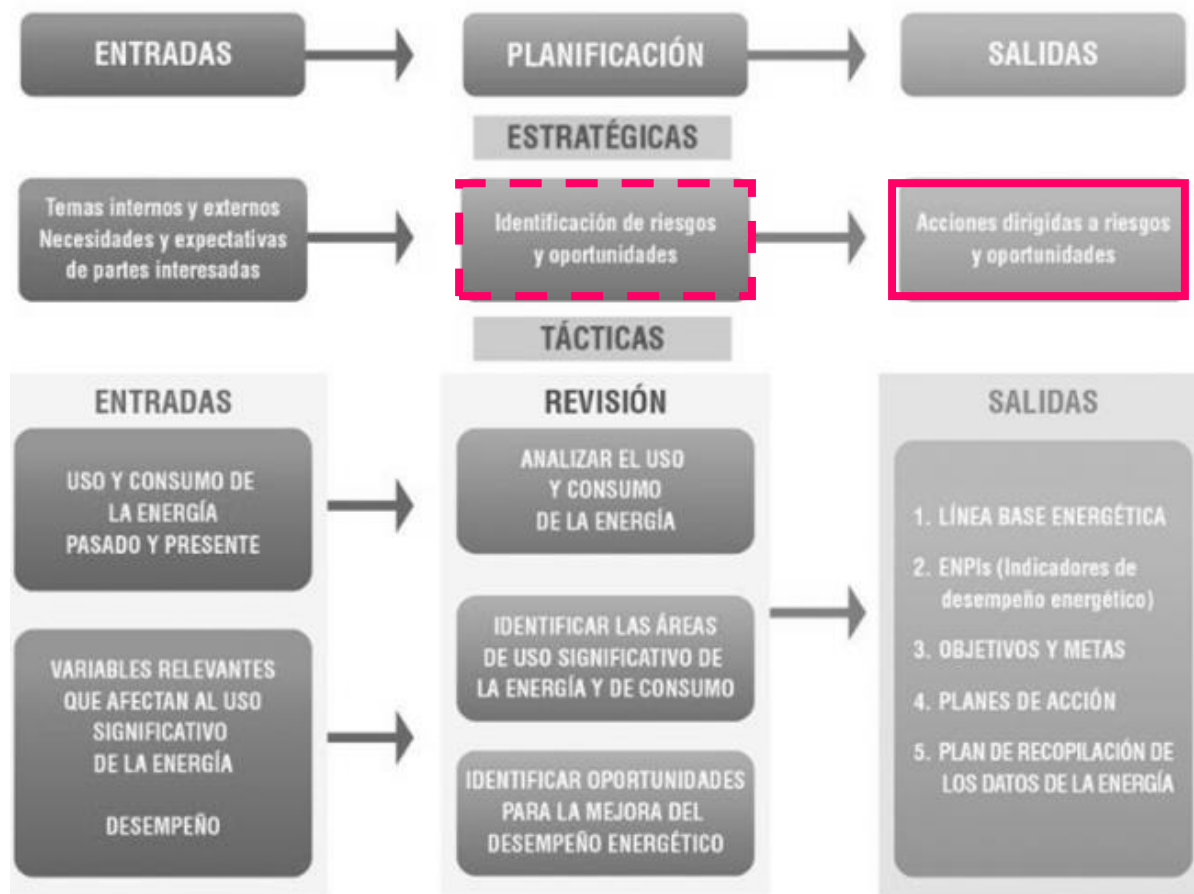 ENTRADAS
PLANIFICACIÓN
SALIDAS
ESTRATÉGICAS
Temas internos y externos
Necesidades y expectativas
de partes interesadas
Identificación de riesgos
y oportunidades
Acciones dirigidas a riesgos
y oportunidades
TÁCTICAS
ENTRADAS
USO Y CONSUMO DE
LA ENERGÍA
PASADO Y PRESENTE
VARIABLES RELEVANTES
QUE AFECTAN AL USO
SIGNIFICATIVO
DE LA ENERGÍA
DESEMPEÑO
REVISIÓN
ANALIZAR EL USO
Y CONSUMO
DE LA ENERGÍA
IDENTIFICAR LAS ÁREAS
DE USO SIGNIFICATIVO DE
LA ENERGÍA Y DE CONSUMO
IDENTIFICAR OPORTUNIDADES
PARA LA MEJORA DEL
DESEMPEÑO ENERGÉTICO
SALIDAS
1. LÍNEA BASE ENERGÉTICA
2. ENPIs (Indicadores de
desempeño energético)
3. OBJETIVOS Y METAS
4. PLANES DE ACCIÓN
5. PLAN DE RECOPILACIÓN DE
LOS DATOS DE LA ENERGÍA